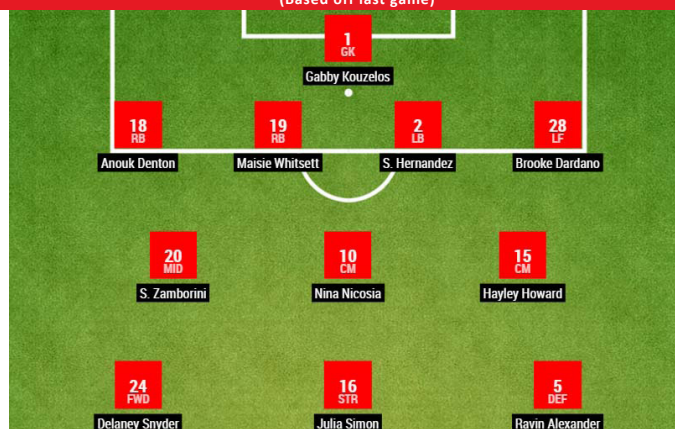 (Based off last game)
1
GK
Gabby Kouzelos
18
RB
Anouk Denton
19
RB
Maisie Whitsett
2
LB
S. Hernandez
28
LF
Brooke Dardano
20
MID
S. Zamborini
10
CM
Nina Nicosia
15
CM
Hayley Howard
24
FWD
Delaney Snyder
16
STR
Julia Simon
5
DEF
Ravin Alexander